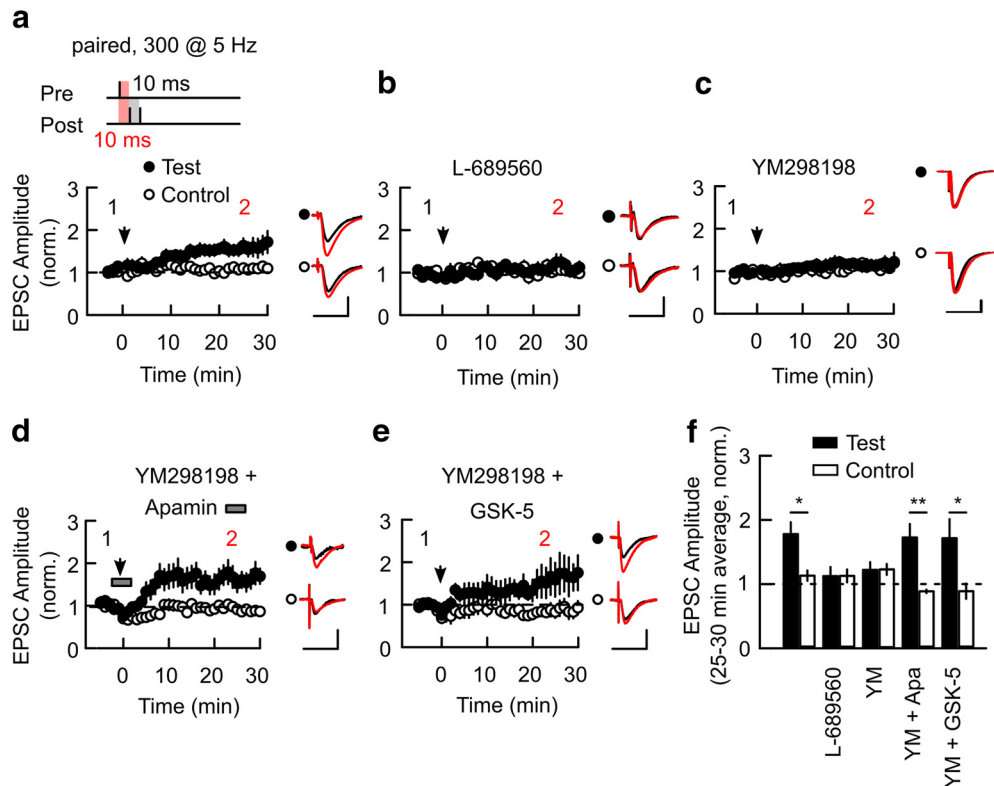 a
paired, 300 @ 5 Hz
Pre
10 ms
Post
10 ms
Test
Control
1
2
EPSC Amplitude
(norm.)
3
2
1
0
0 10 20 30
Time (min)
b
L-689560
1
2
3
2
1
0
0 10 20 30
Time (min)
c
YM298198
1
2
3
2
1
0
0 10 20 30
Time (min)
d
YM298198 +
Apamin
1
2
EPSC Amplitude
(norm.)
3
2
1
0
0 10 20 30
Time (min)
e
YM298198 +
GSK-5
1
2
3
2
1
0
0 10 20 30
Time (min)
f
Test
Control
EPSC Amplitude
(25-30 min average, norm.)
3
2
1
0
* ** *
L-689560
YM
YM + Apa
YM + GSK-5